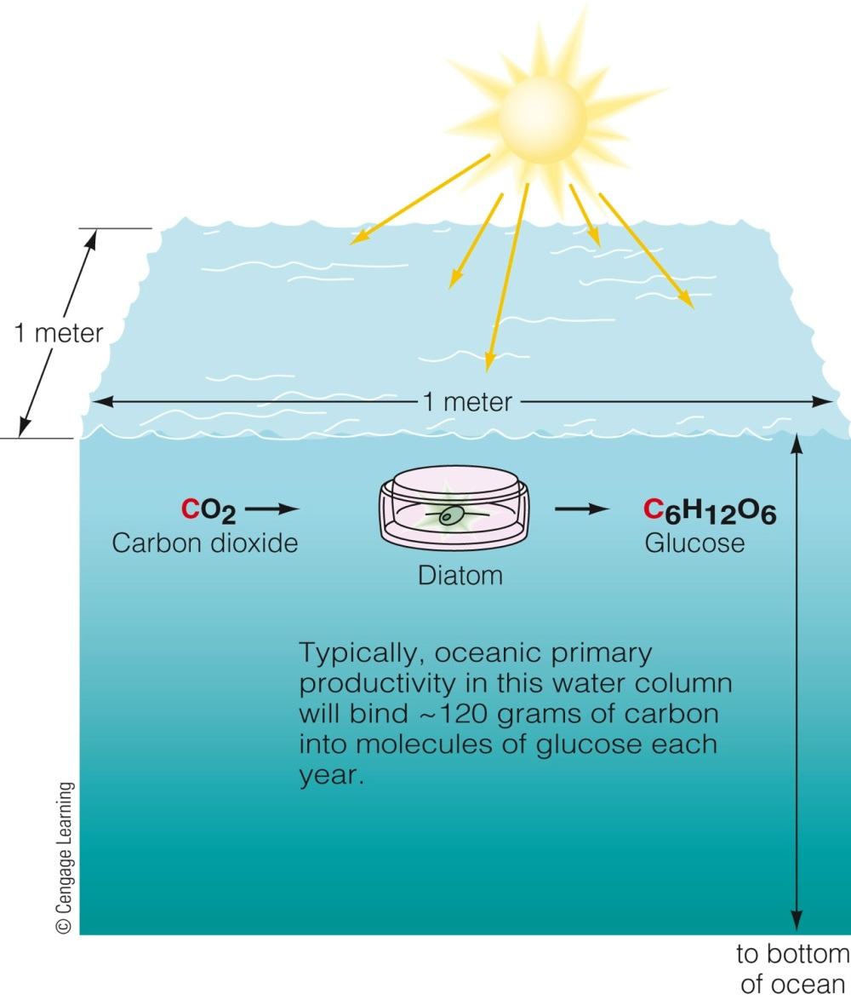 1 meter
1 meter
CO₂
Carbon dioxide
Diatom
C₆H₁₂O₆
Glucose
Typically, oceanic primary
productivity in this water column
will bind ~120 grams of carbon
into molecules of glucose each
year.
© Cengage Learning
to bottom
of ocean